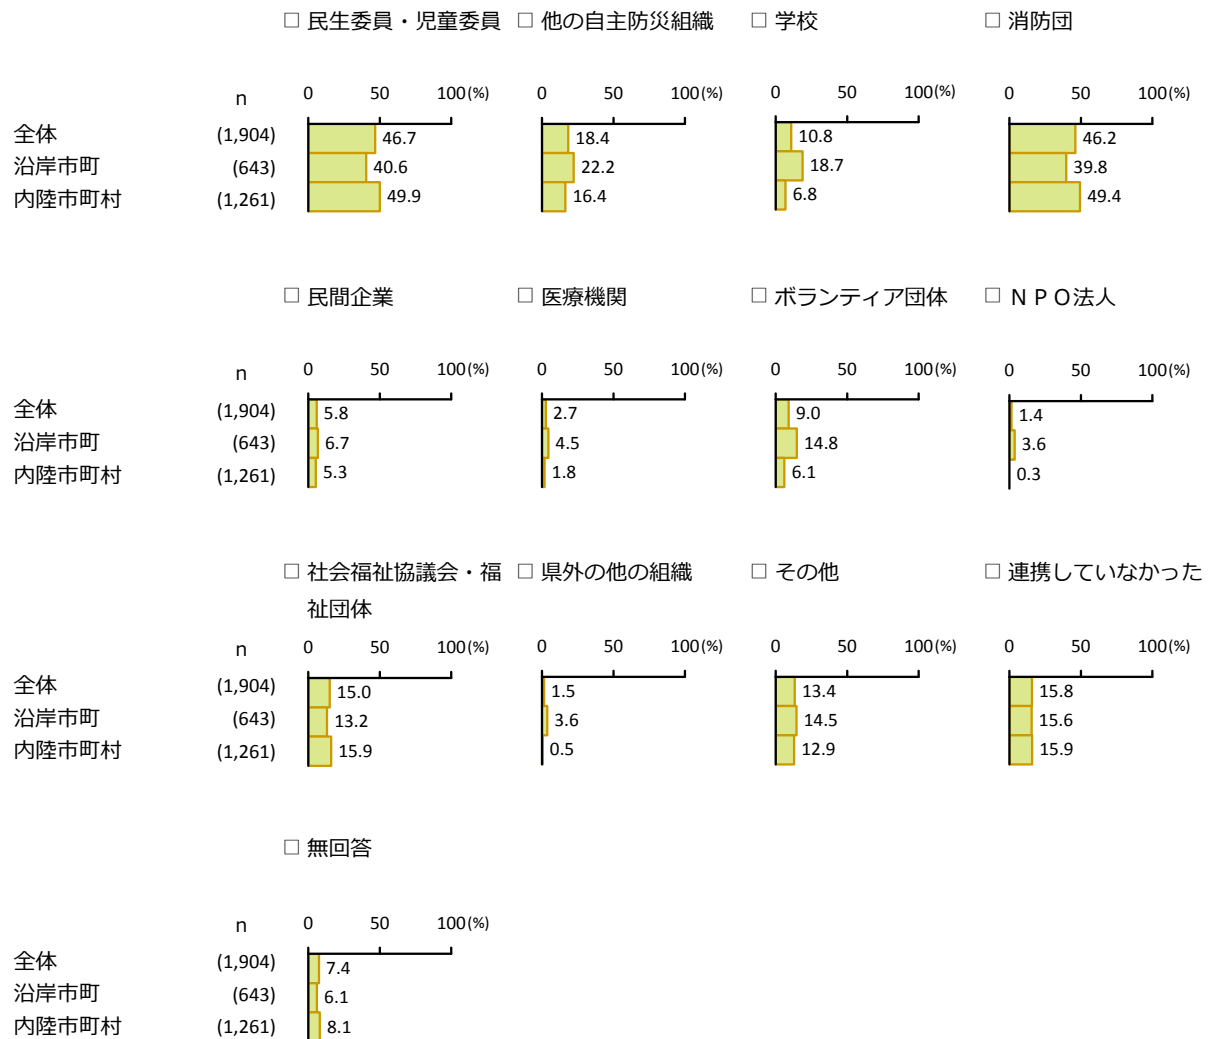 □ 民生委員・児童委員 □ 他の自主防災組織 □ 学校 □ 消防団
n 0 50 100(%) 0 50 100(%) 0 50 100(%) 0 50 100(%)
全体 (1,904) 46.7 18.4 10.8 46.2
沿岸市町 (643) 40.6 22.2 18.7 39.8
内陸市町村 (1,261) 49.9 16.4 6.8 49.4
□ 民間企業 □ 医療機関 □ ボランティア団体 □ ＮＰＯ法人
n 0 50 100(%) 0 50 100(%) 0 50 100(%) 0 50 100(%)
全体 (1,904) 5.8 2.7 9.0 1.4
沿岸市町 (643) 6.7 4.5 14.8 3.6
内陸市町村 (1,261) 5.3 1.8 6.1 0.3
□ 社会福祉協議会・福 □ 県外の他の組織 □ その他 □ 連携していなかった
祉団体
n 0 50 100(%) 0 50 100(%) 0 50 100(%) 0 50 100(%)
全体 (1,904) 15.0 1.5 13.4 15.8
沿岸市町 (643) 13.2 3.6 14.5 15.6
内陸市町村 (1,261) 15.9 0.5 12.9 15.9
□ 無回答
n 0 50 100(%)
全体 (1,904) 7.4
沿岸市町 (643) 6.1
内陸市町村 (1,261) 8.1